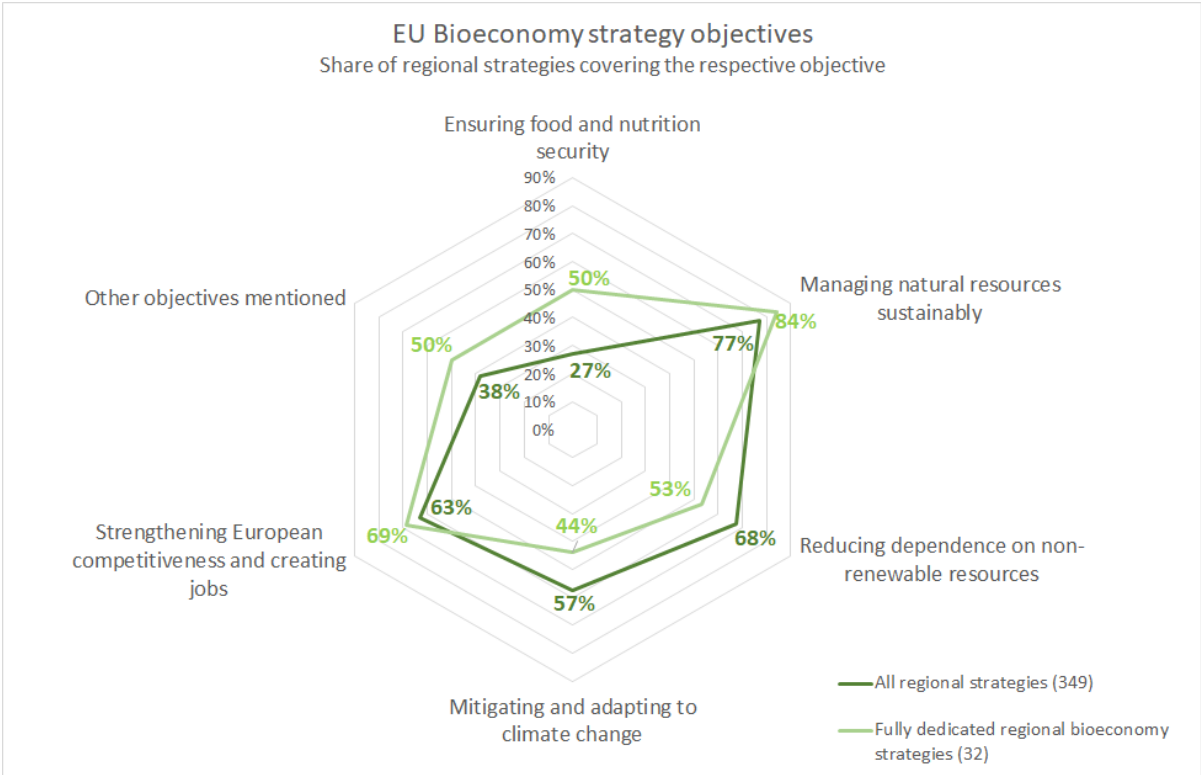 EU Bioeconomy strategy objectives
Share of regional strategies covering the respective objective
Ensuring food and nutrition
security
90%
80%
70%
60%
50%
40%
30%
20%
10%
0%
50%
27%
Managing natural resources
sustainably
84%
77%
Other objectives mentioned
50%
38%
53%
68%
Reducing dependence on non-
renewable resources
44%
57%
63%
69%
Strengthening European
competitiveness and creating
jobs
Mitigating and adapting to
climate change
All regional strategies (349)
Fully dedicated regional bioeconomy
strategies (32)